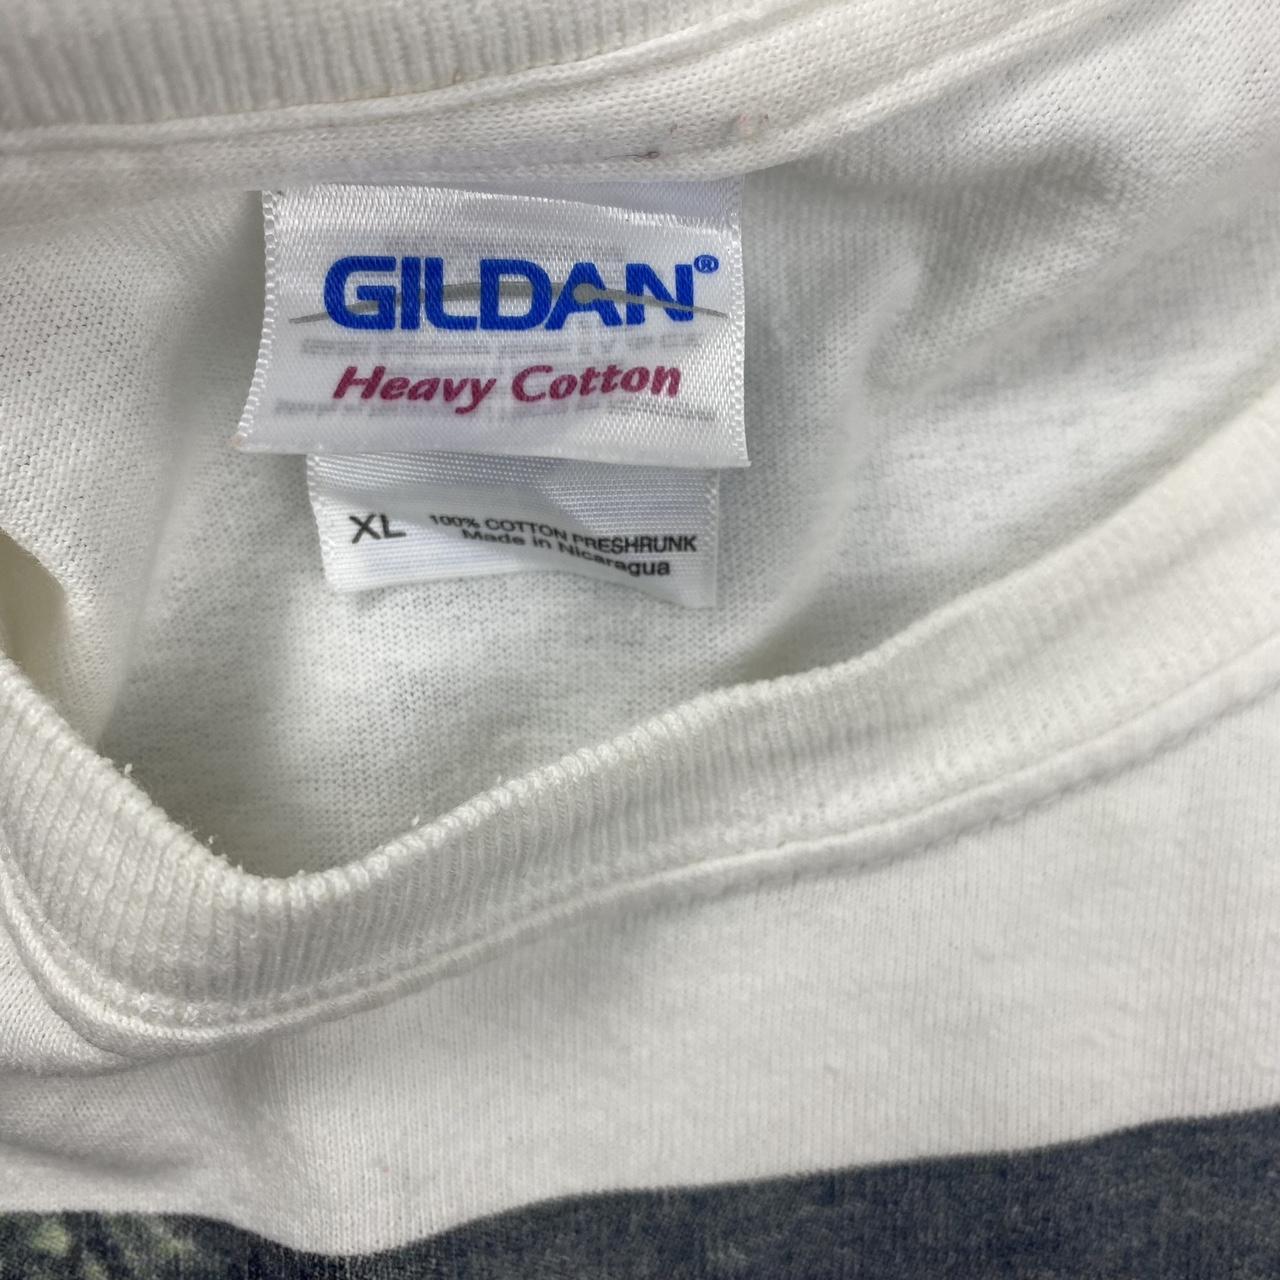 GILDAN®
Heavy Cotton
XL 100% COTTON PRESHRUNK
Made in Nicaragua